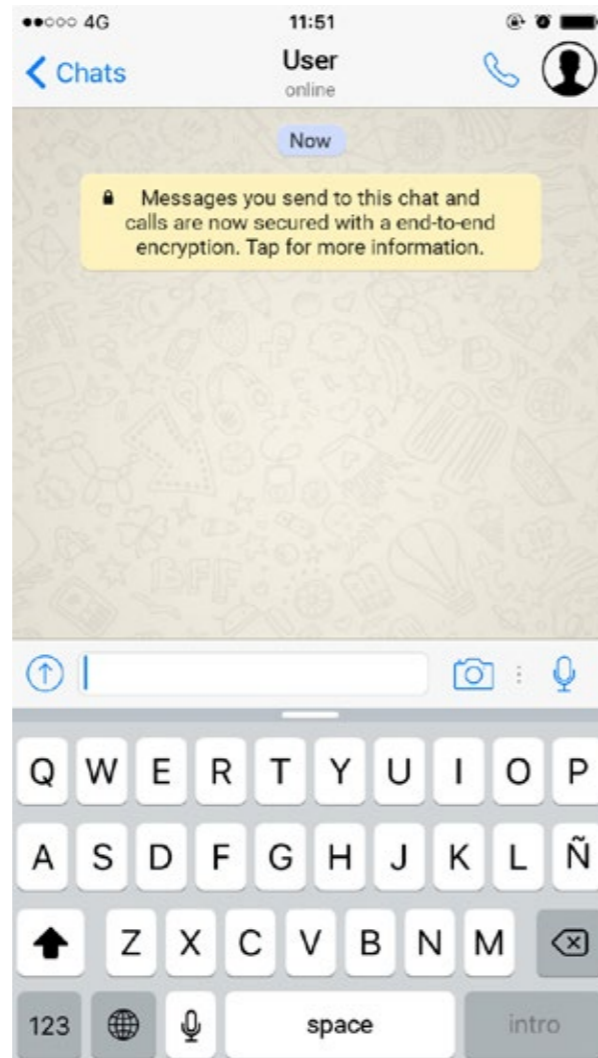 4G 11:51
Chats User
online
Now
Messages you send to this chat and
calls are now secured with a end-to-end
encryption. Tap for more information.
Q W E R T Y U I O P
A S D F G H J K L Ñ
Z X C V B N M
123 space intro